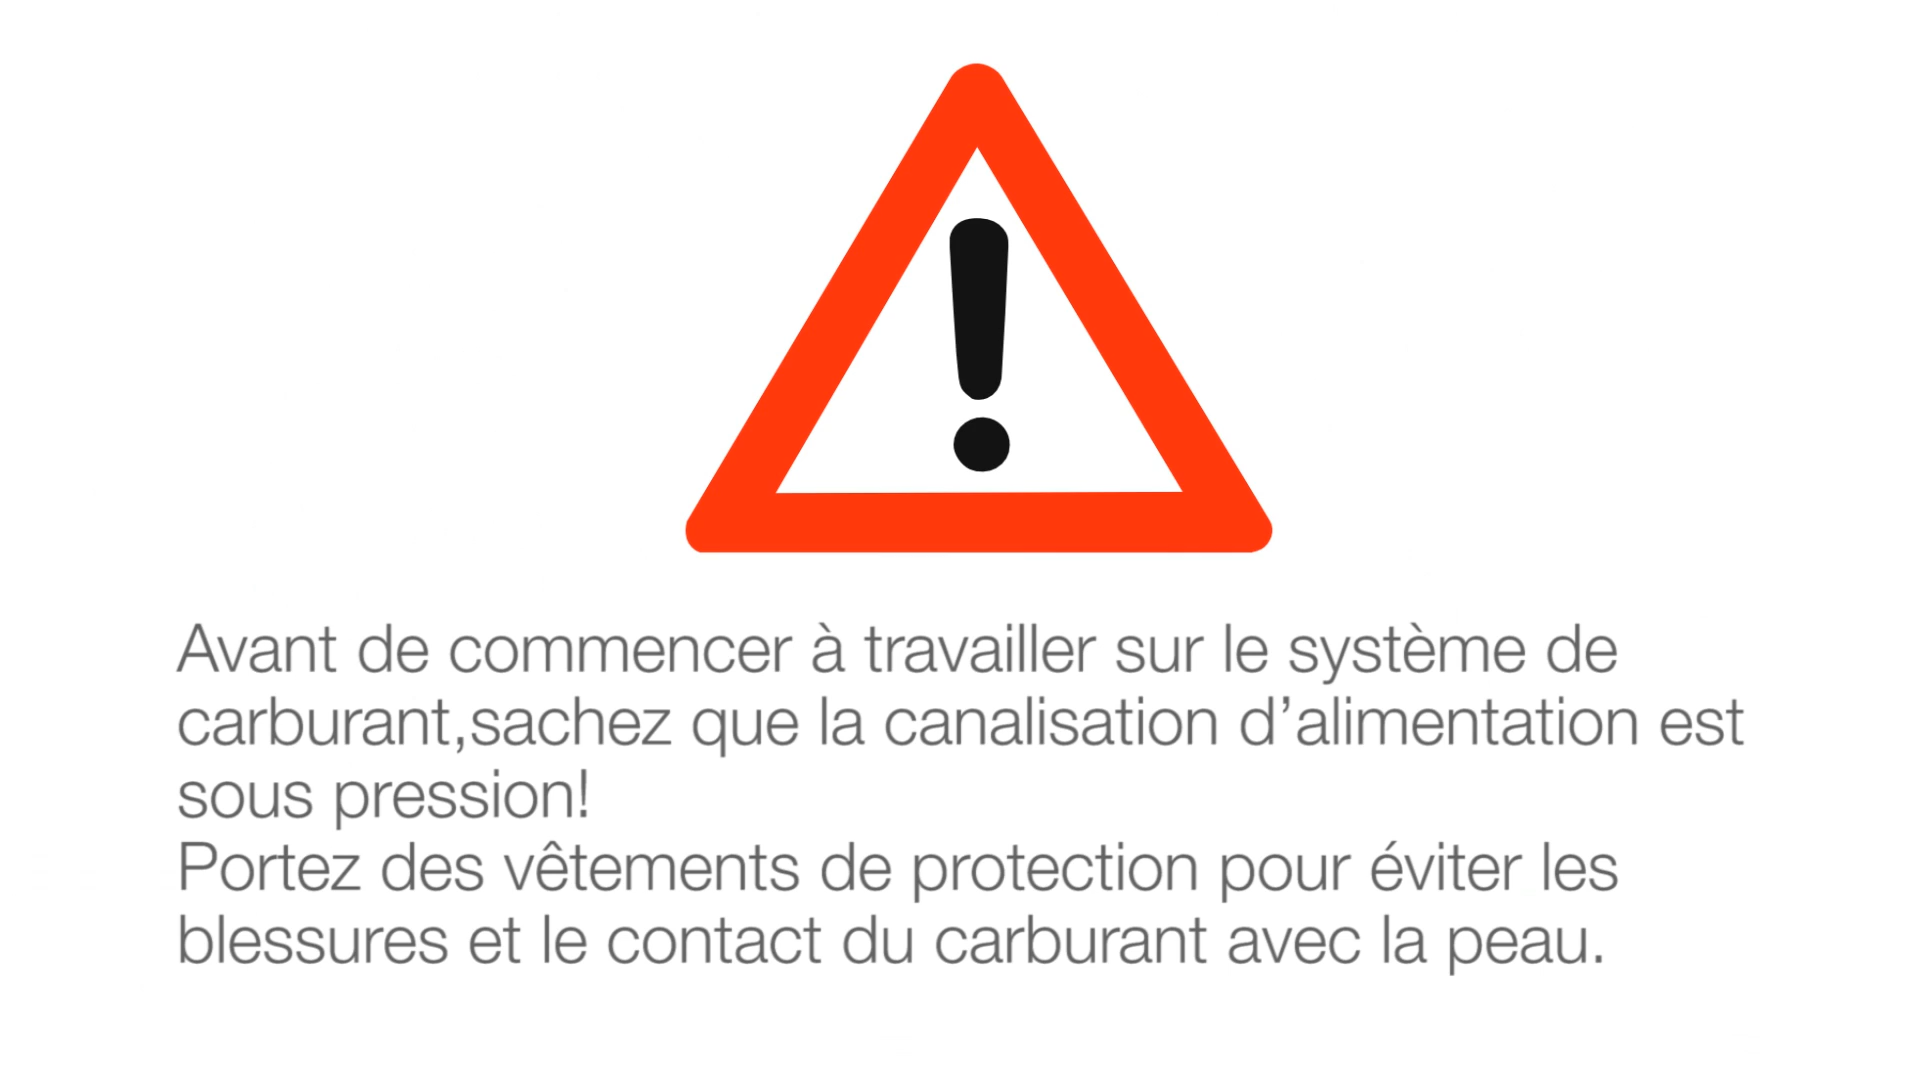 Avant de commencer à travailler sur le système de
carburant,sachez que la canalisation d’alimentation est
sous pression!
Portez des vêtements de protection pour éviter les
blessures et le contact du carburant avec la peau.